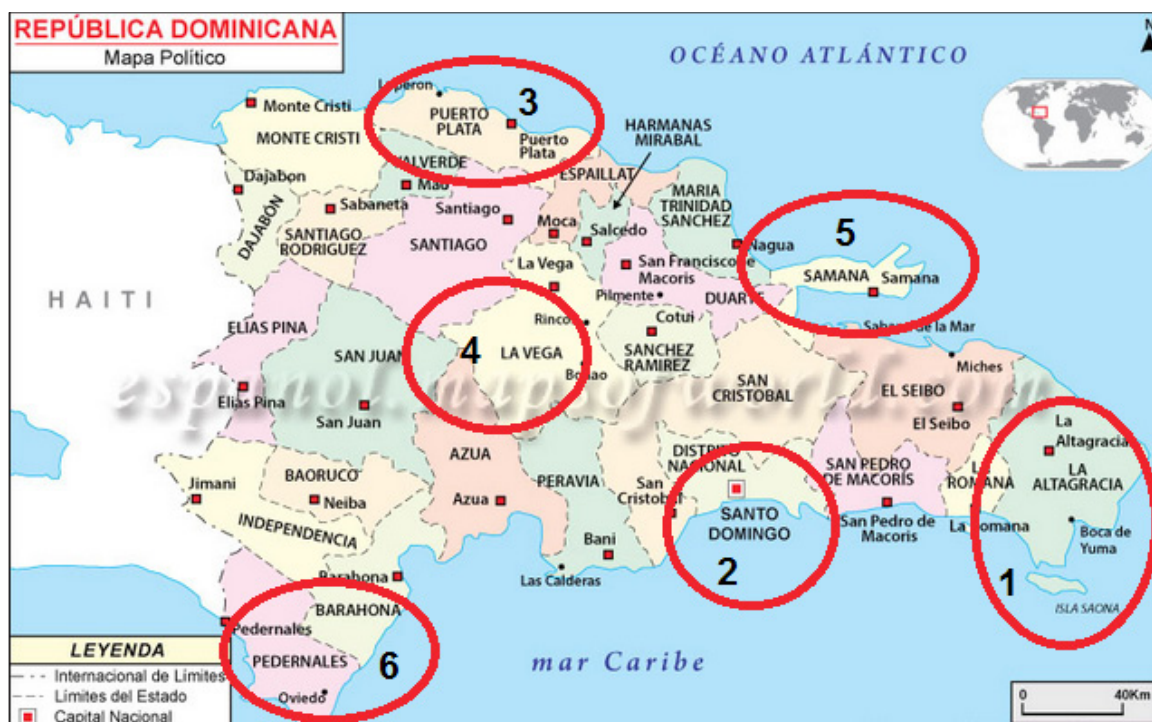 REPÚBLICA DOMINICANA
Mapa Político
OCÉANO ATLÁNTICO
N
Luperon
3
Monte Cristi
PUERTO
PLATA
Puerto
Plata
HARMANAS
MIRABAL
MONTE CRISTI
VALVERDE
ESPAILLAT
MARIA
TRINIDAD
SANCHEZ
Dajabon
Mao
Sabaneta
Santiago
Moca
Salcedo
Nagua
5
DAJABÓN
SANTIAGO
RODRIGUEZ
SANTIAGO
La Vega
San Francisco de
Macoris
SAMANA
Samana
HAITI
Pilmente
DUARTE
ELIAS PINA
Rincon
Cotui
Sabana de la Mar
4
LA VEGA
SAN JUAN
SANCHEZ
RAMIREZ
Miches
Bonao
espanol.mapsofworld.com
Elias Pina
San Juan
SAN
CRISTOBAL
EL SEIBO
El Seibo
La
Altagracia
AZUA
DISTRITO
NACIONAL
SAN PEDRO
DE MACORÍS
LA
ROMANA
LA
ALTAGRACIA
Jimani
BAORUCO
Neiba
Azua
PERAVIA
San
Cristobal
SANTO
DOMINGO
San Pedro de
Macoris
La Romana
Boca de
Yuma
INDEPENDENCIA
Bani
Las Calderas
2
1
Barahona
BARAHONA
ISLA SAONA
Pedernales
PEDERNALES
6
Oviedo
mar Caribe
LEYENDA
Internacional de Limites
Límites del Estado
Capital Nacional
0
40Km